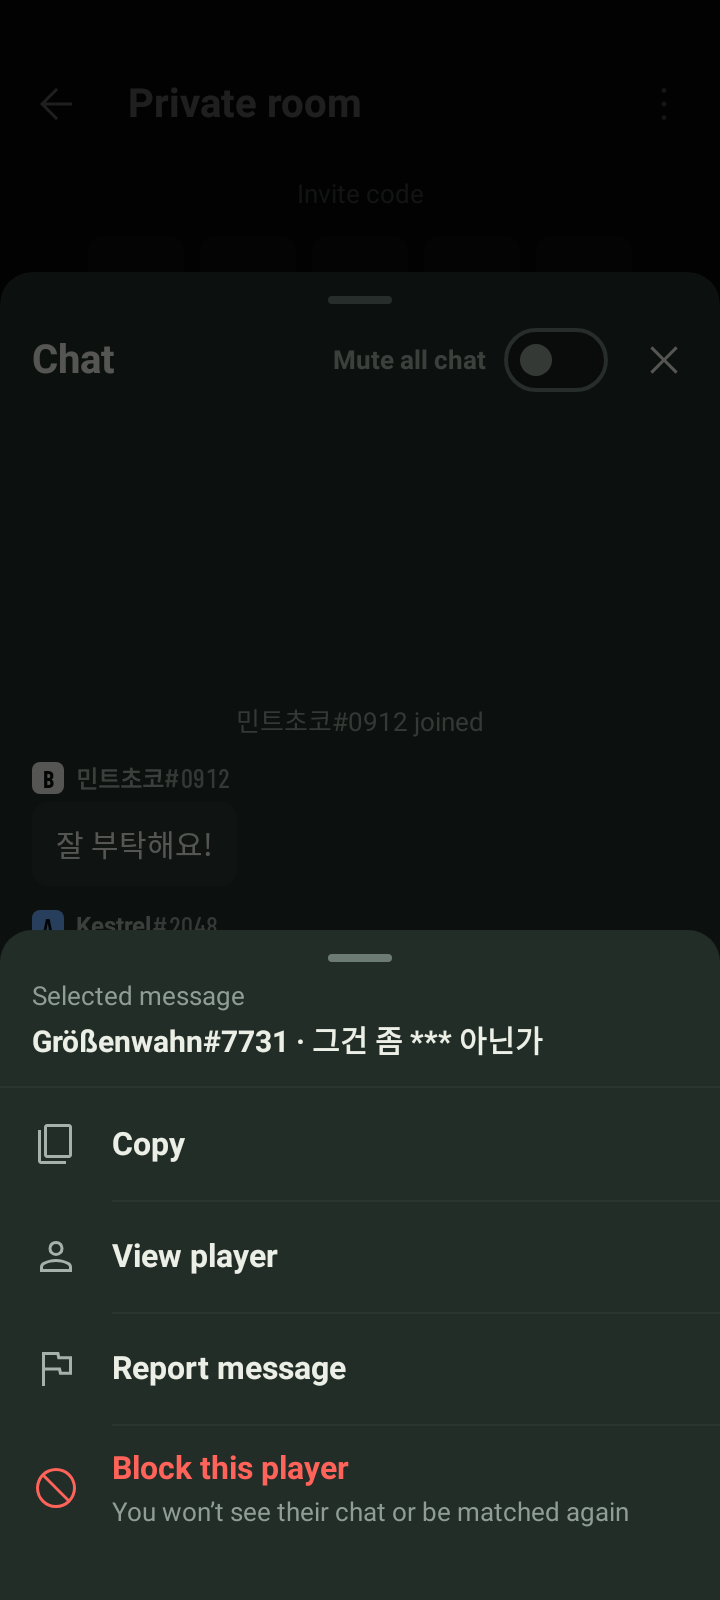 Private room
Invite code
Chat
Mute all chat
민트초코#0912 joined
B 민트초코#0912
잘 부탁해요!
A Kestrel#2048
Selected message
Größenwahn#7731 · 그건 좀 *** 아닌가
Copy
View player
Report message
Block this player
You won’t see their chat or be matched again